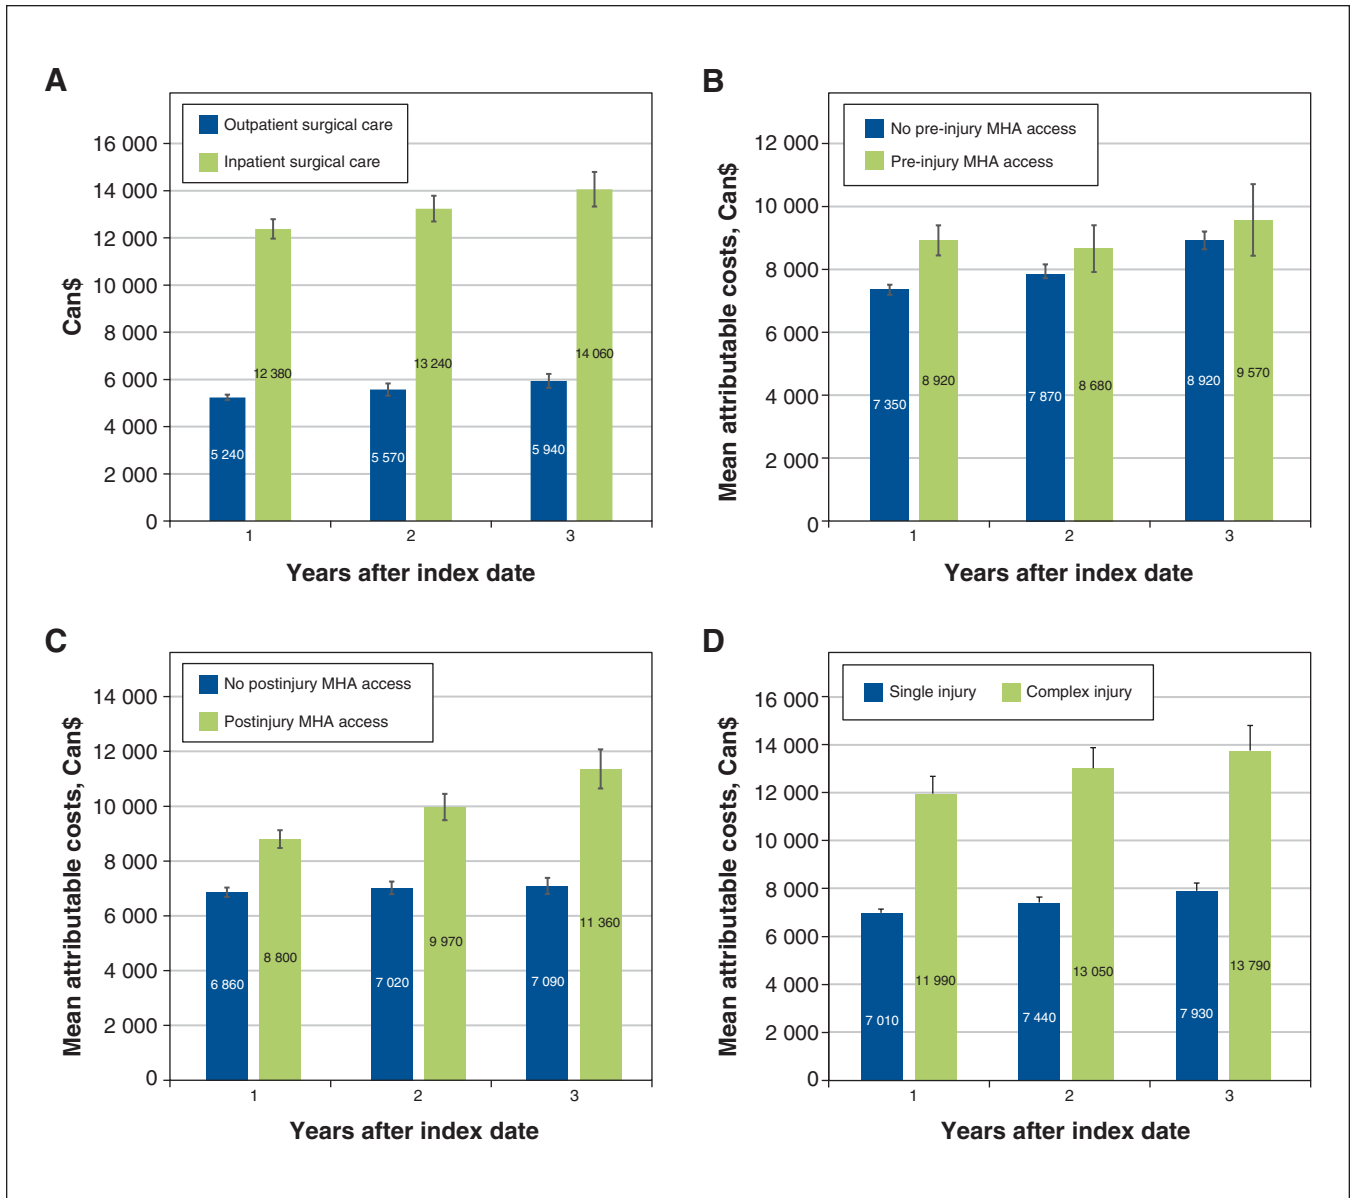 A
Outpatient surgical care
Inpatient surgical care
Can$
16 000
14 000
12 000
10 000
8 000
6 000
4 000
2 000
0
12 380
13 240
14 060
5 240
5 570
5 940
1 2 3
Years after index date
B
No pre-injury MHA access
Pre-injury MHA access
Mean attributable costs, Can$
12 000
10 000
8 000
6 000
4 000
2 000
0
7 350
8 920
7 870
8 680
8 920
9 570
1 2 3
Years after index date
C
No postinjury MHA access
Postinjury MHA access
Mean attributable costs, Can$
14 000
12 000
10 000
8 000
6 000
4 000
2 000
0
6 860
8 800
7 020
9 970
7 090
11 360
1 2 3
Years after index date
D
Single injury Complex injury
Mean attributable costs, Can$
16 000
14 000
12 000
10 000
8 000
6 000
4 000
2 000
0
7 010
11 990
7 440
13 050
7 930
13 790
1 2 3
Years after index date